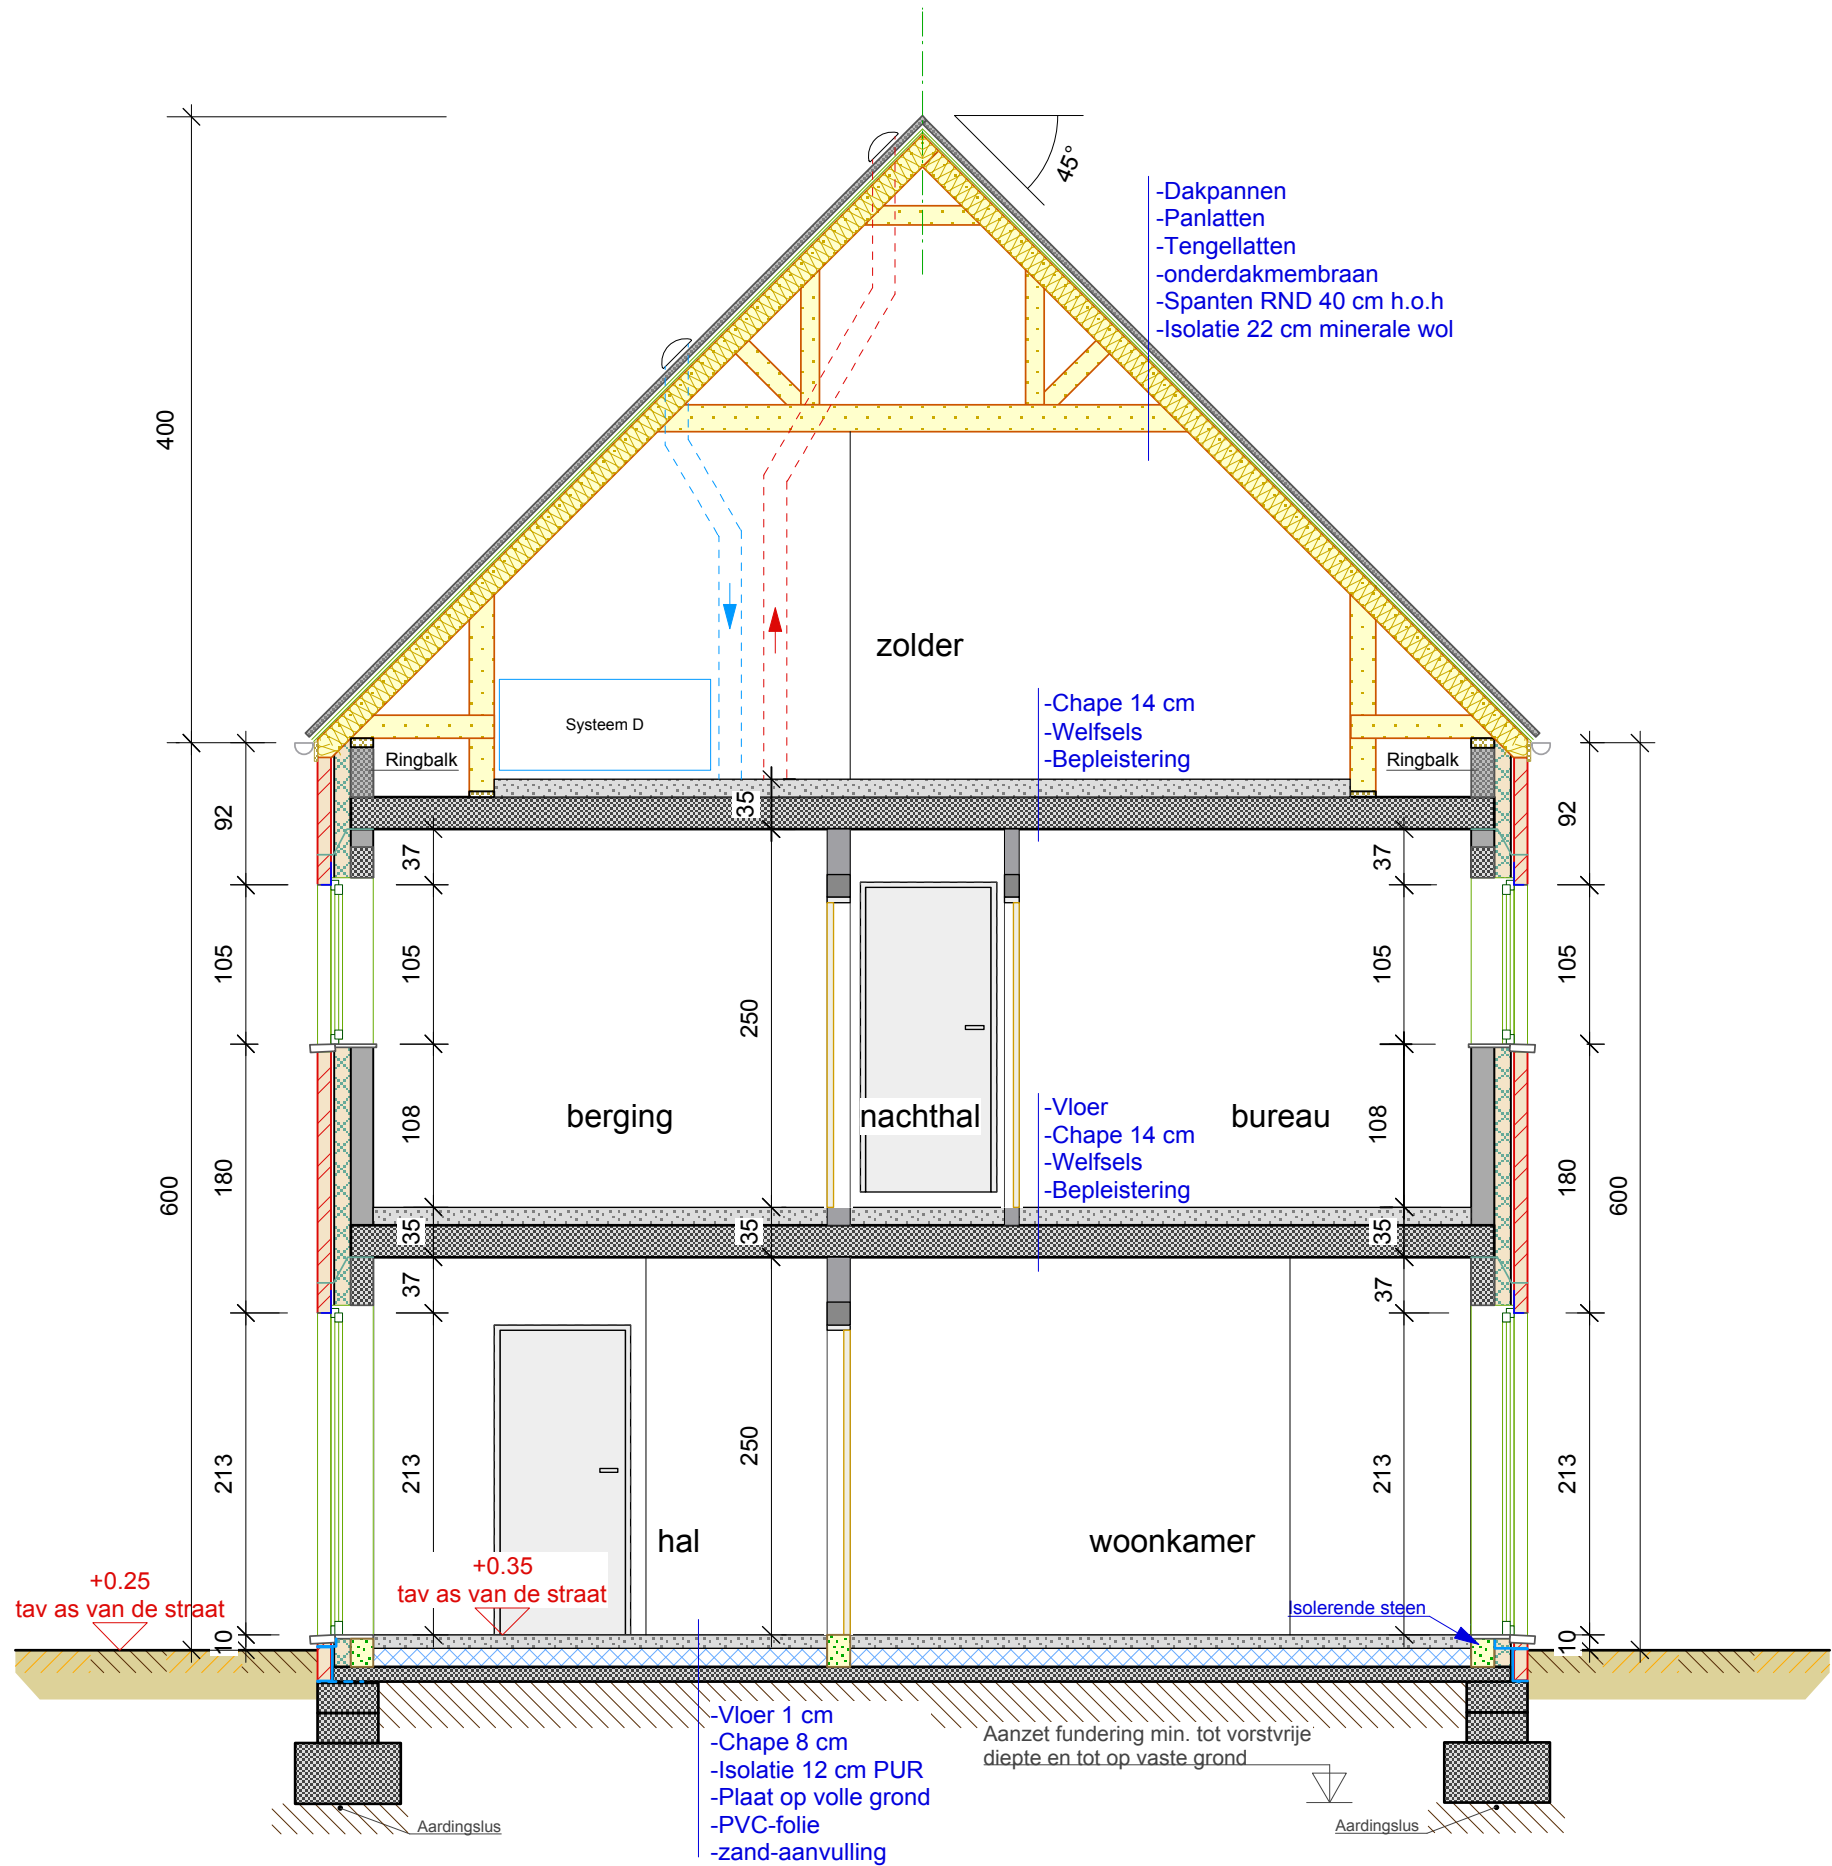 45°
-Dakpannen
-Panlatten
-Tengellatten
-onderdakmembraan
-Spanten RND 40 cm h.o.h
-Isolatie 22 cm minerale wol
400
zolder
Systeem D
-Chape 14 cm
-Welfsels
-Bepleistering
Ringbalk
Ringbalk
92
35
92
37
37
105
105
250
105
105
berging
nachthal
bureau
-Vloer
-Chape 14 cm
-Welfsels
-Bepleistering
108
108
180
180
600
600
35
35
35
37
37
213
213
250
213
213
hal
woonkamer
+0.25
tav as van de straat
+0.35
tav as van de straat
Isolerende steen
10
10
-Vloer 1 cm
-Chape 8 cm
-Isolatie 12 cm PUR
-Plaat op volle grond
-PVC-folie
-zand-aanvulling
Aanzet fundering min. tot vorstvrije
diepte en tot op vaste grond
Aardingslus
Aardingslus